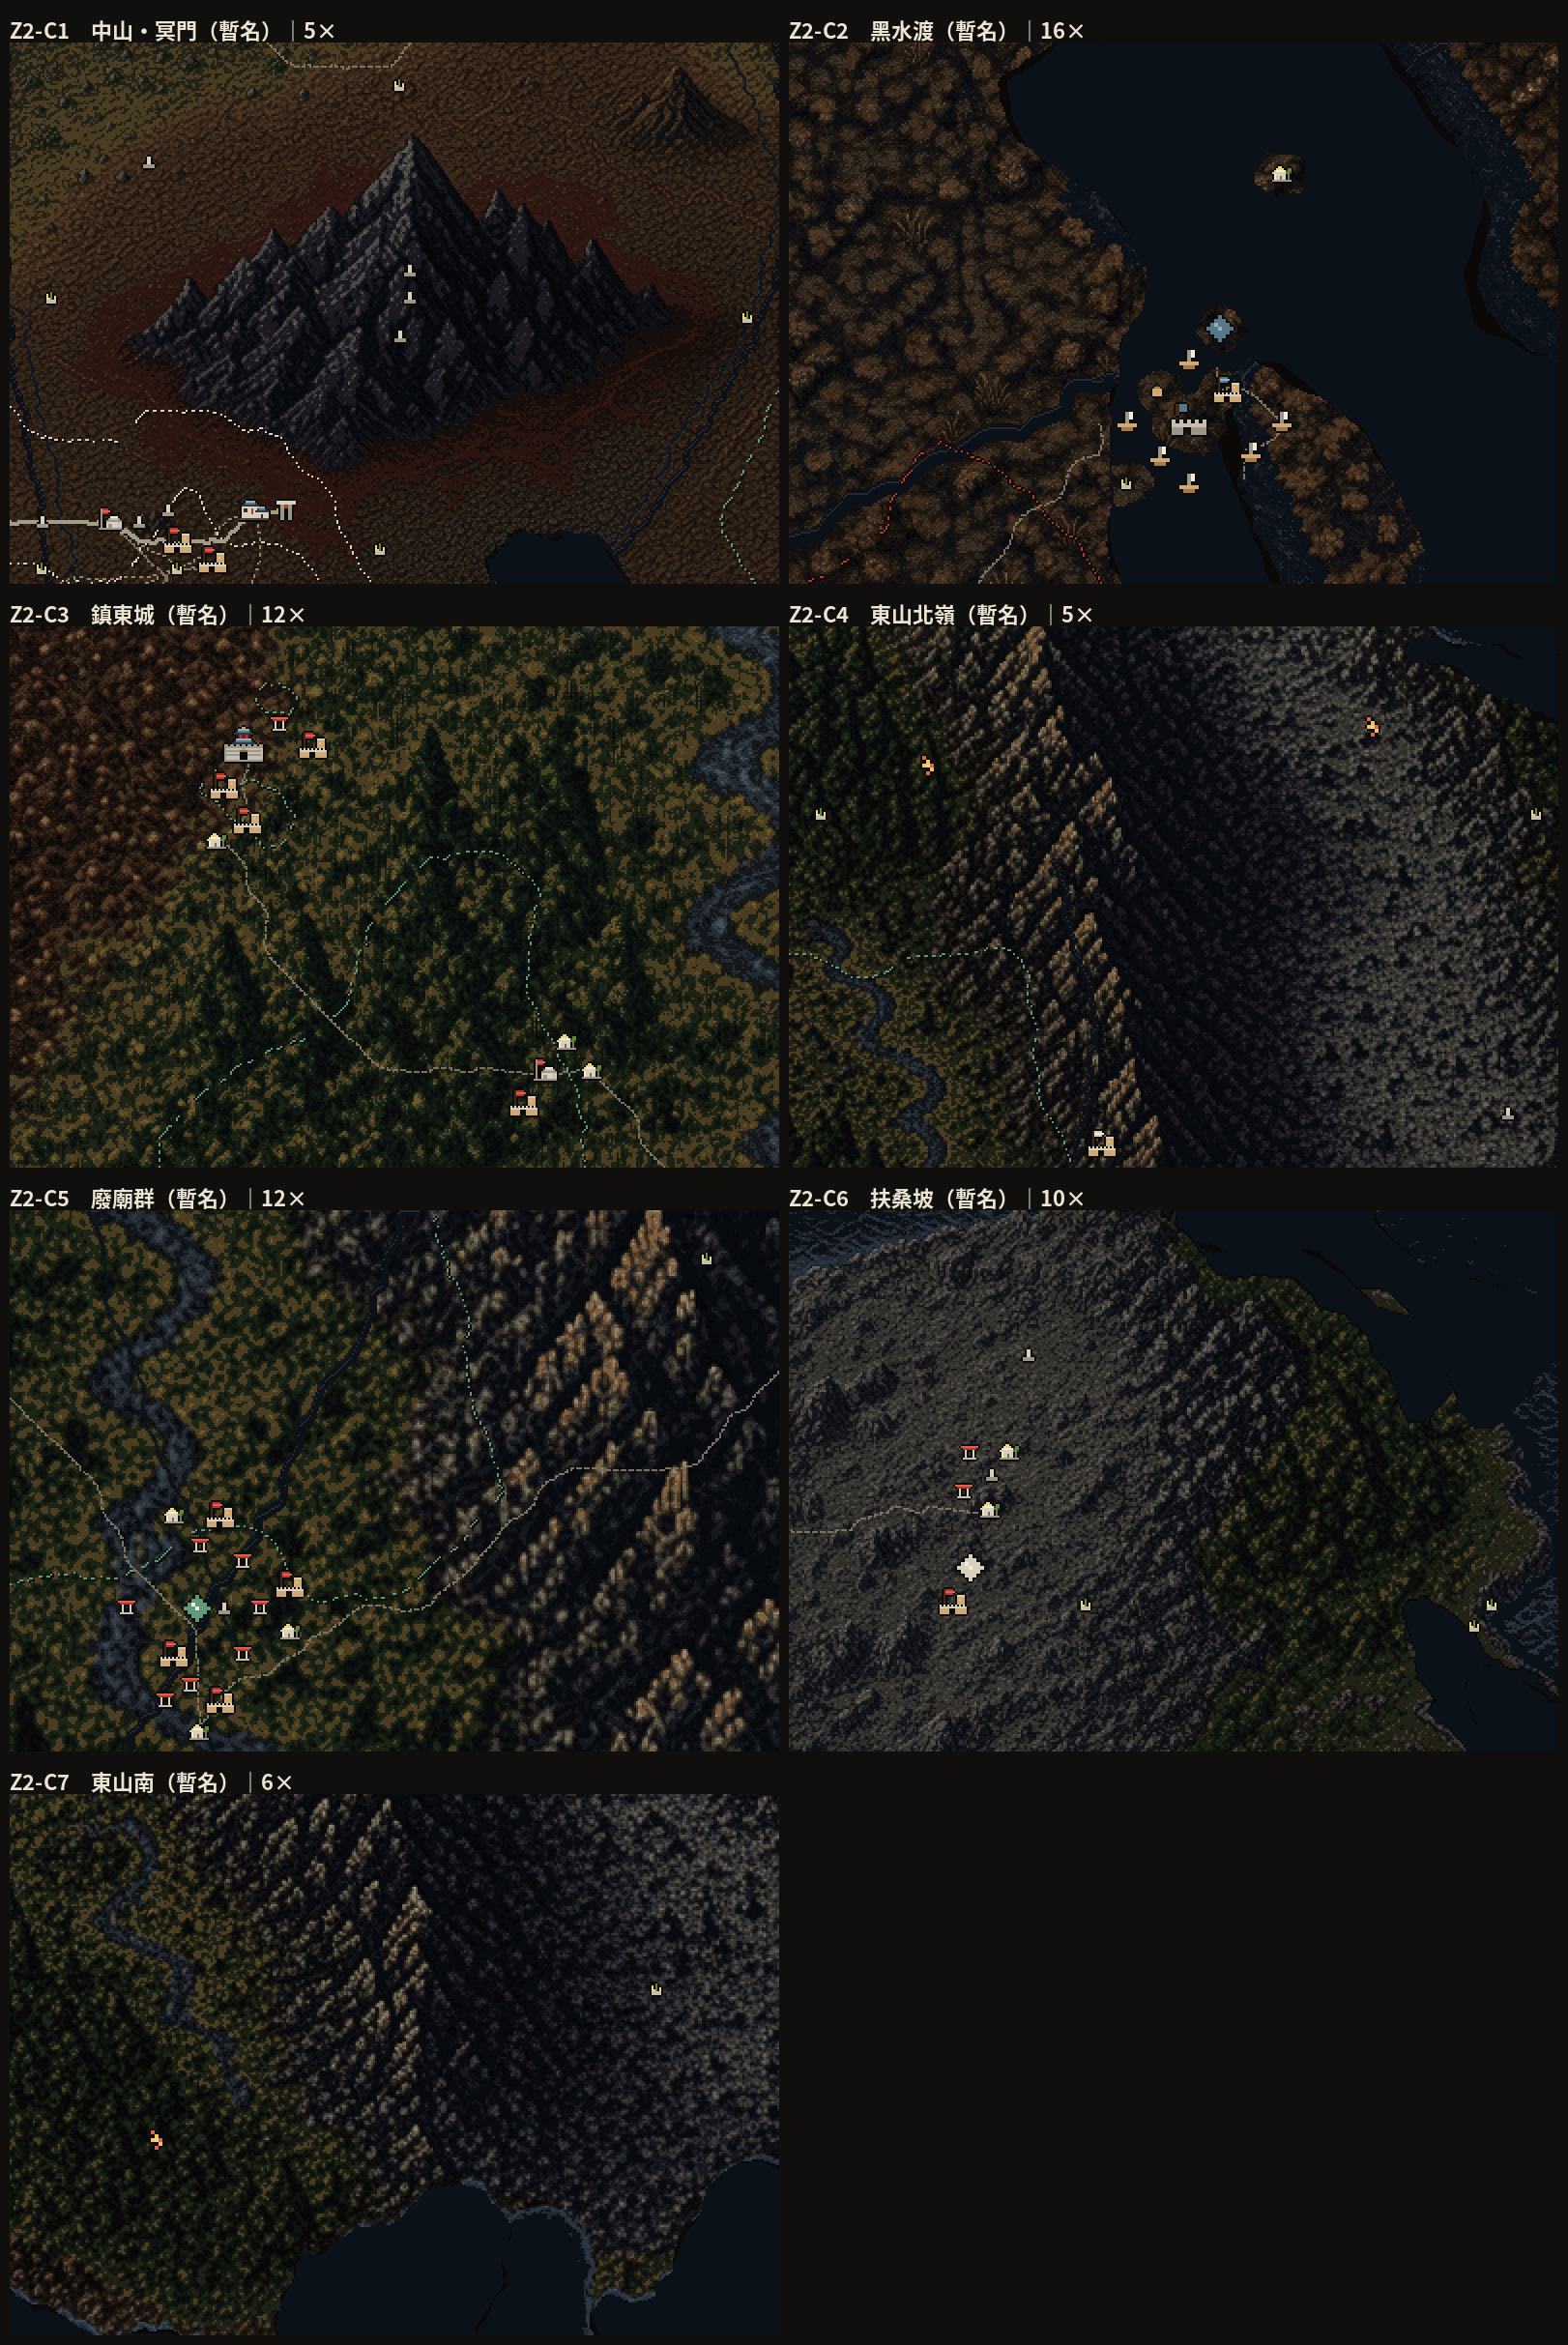 Z2-C1 中山・冥門（暫名）｜5×
Z2-C2 黑水渡（暫名）｜16×
Z2-C3 鎮東城（暫名）｜12×
Z2-C4 東山北嶺（暫名）｜5×
Z2-C5 廢廟群（暫名）｜12×
Z2-C6 扶桑坡（暫名）｜10×
Z2-C7 東山南（暫名）｜6×